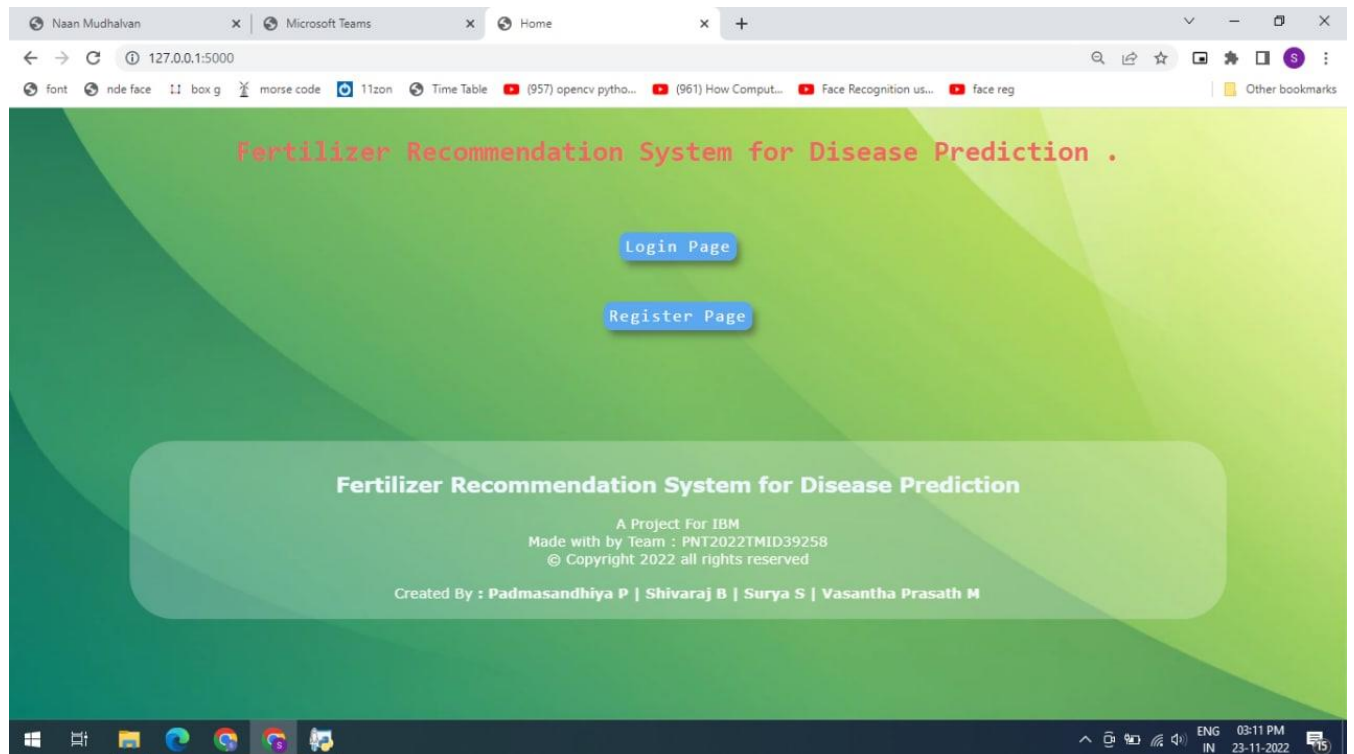 Naan Mudhalvan
Microsoft Teams
Home
127.0.0.1:5000
S
font
nde face
box g
morse code
11zon
Time Table
(957) opencv pytho...
(961) How Comput...
Face Recognition us...
face reg
Other bookmarks
Fertilizer Recommendation System for Disease Prediction .
Login Page
Register Page
Fertilizer Recommendation System for Disease Prediction
A Project For IBM
Made with by Team : PNT2022TMID39258
© Copyright 2022 all rights reserved
Created By : Padmasandhiya P | Shivaraj B | Surya S | Vasantha Prasath M
ENG
IN
03:11 PM
23-11-2022
15